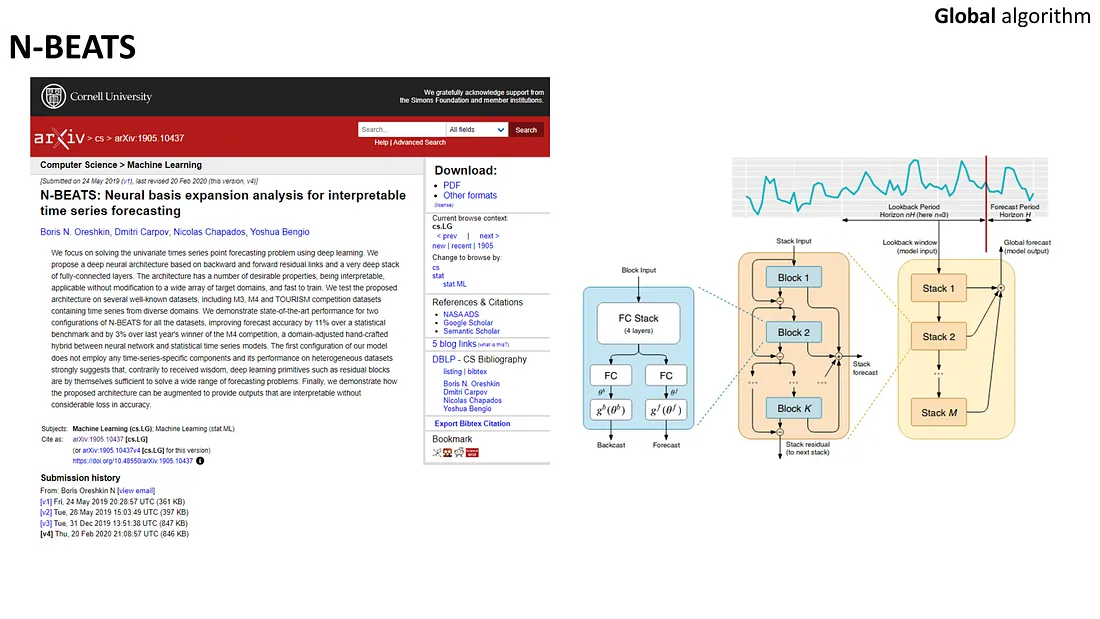 Global algorithm
N-BEATS
Cornell University
We gratefully acknowledge support from
the Simons Foundation and member institutions.
arXiv > cs > arXiv:1905.10437
Search...
All fields
Search
Help | Advanced Search
Computer Science > Machine Learning
[Submitted on 24 May 2019 (v1), last revised 20 Feb 2020 (this version, v4)]
N-BEATS: Neural basis expansion analysis for interpretable
time series forecasting
Boris N. Oreshkin, Dmitri Carpov, Nicolas Chapados, Yoshua Bengio
We focus on solving the univariate times series point forecasting problem using deep learning. We
propose a deep neural architecture based on backward and forward residual links and a very deep stack
of fully-connected layers. The architecture has a number of desirable properties, being interpretable,
applicable without modification to a wide array of target domains, and fast to train. We test the proposed
architecture on several well-known datasets, including M3, M4 and TOURISM competition datasets
containing time series from diverse domains. We demonstrate state-of-the-art performance for two
configurations of N-BEATS for all the datasets, improving forecast accuracy by 11% over a statistical
benchmark and by 3% over last year's winner of the M4 competition, a domain-adjusted hand-crafted
hybrid between neural network and statistical time series models. The first configuration of our model
does not employ any time-series-specific components and its performance on heterogeneous datasets
strongly suggests that, contrarily to received wisdom, deep learning primitives such as residual blocks
are by themselves sufficient to solve a wide range of forecasting problems. Finally, we demonstrate how
the proposed architecture can be augmented to provide outputs that are interpretable without
considerable loss in accuracy.
Subjects: Machine Learning (cs.LG); Machine Learning (stat.ML)
Cite as: arXiv:1905.10437 [cs.LG]
(or arXiv:1905.10437v4 [cs.LG] for this version)
https://doi.org/10.48550/arXiv.1905.10437
Submission history
From: Boris Oreshkin N [view email]
[v1] Fri, 24 May 2019 20:28:57 UTC (361 KB)
[v2] Tue, 28 May 2019 15:03:49 UTC (397 KB)
[v3] Tue, 31 Dec 2019 13:51:38 UTC (847 KB)
[v4] Thu, 20 Feb 2020 21:08:57 UTC (846 KB)
Download:
PDF
Other formats
(license)
Current browse context:
cs.LG
< prev | next >
new | recent | 1905
Change to browse by:
cs
stat
stat.ML
References & Citations
NASA ADS
Google Scholar
Semantic Scholar
5 blog links (what is this?)
DBLP - CS Bibliography
listing | bibtex
Boris N. Oreshkin
Dmitri Carpov
Nicolas Chapados
Yoshua Bengio
Export Bibtex Citation
Bookmark
Block Input
FC Stack
(4 layers)
FC
FC
θᵇ
θᶠ
gᵇ(θᵇ)
gᶠ(θᶠ)
Backcast
Forecast
Stack Input
Block 1
Block 2
...
...
...
Block K
Stack
forecast
Stack residual
(to next stack)
Lookback Period
Horizon nH (here n=3)
Forecast Period
Horizon H
Lookback window
(model input)
Global forecast
(model output)
Stack 1
Stack 2
...
Stack M